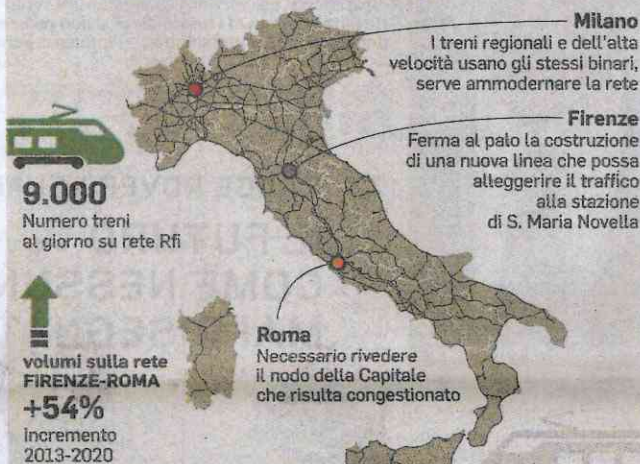 Milano
I treni regionali e dell'alta
velocità usano gli stessi binari,
serve ammodernare la rete
Firenze
Ferma al palo la costruzione
di una nuova linea che possa
alleggerire il traffico
alla stazione
di S. Maria Novella
9.000
Numero treni
al giorno su rete Rfi
volumi sulla rete
FIRENZE-ROMA
+54%
incremento
2013-2020
Roma
Necessario rivedere
il nodo della Capitale
che risulta congestionato